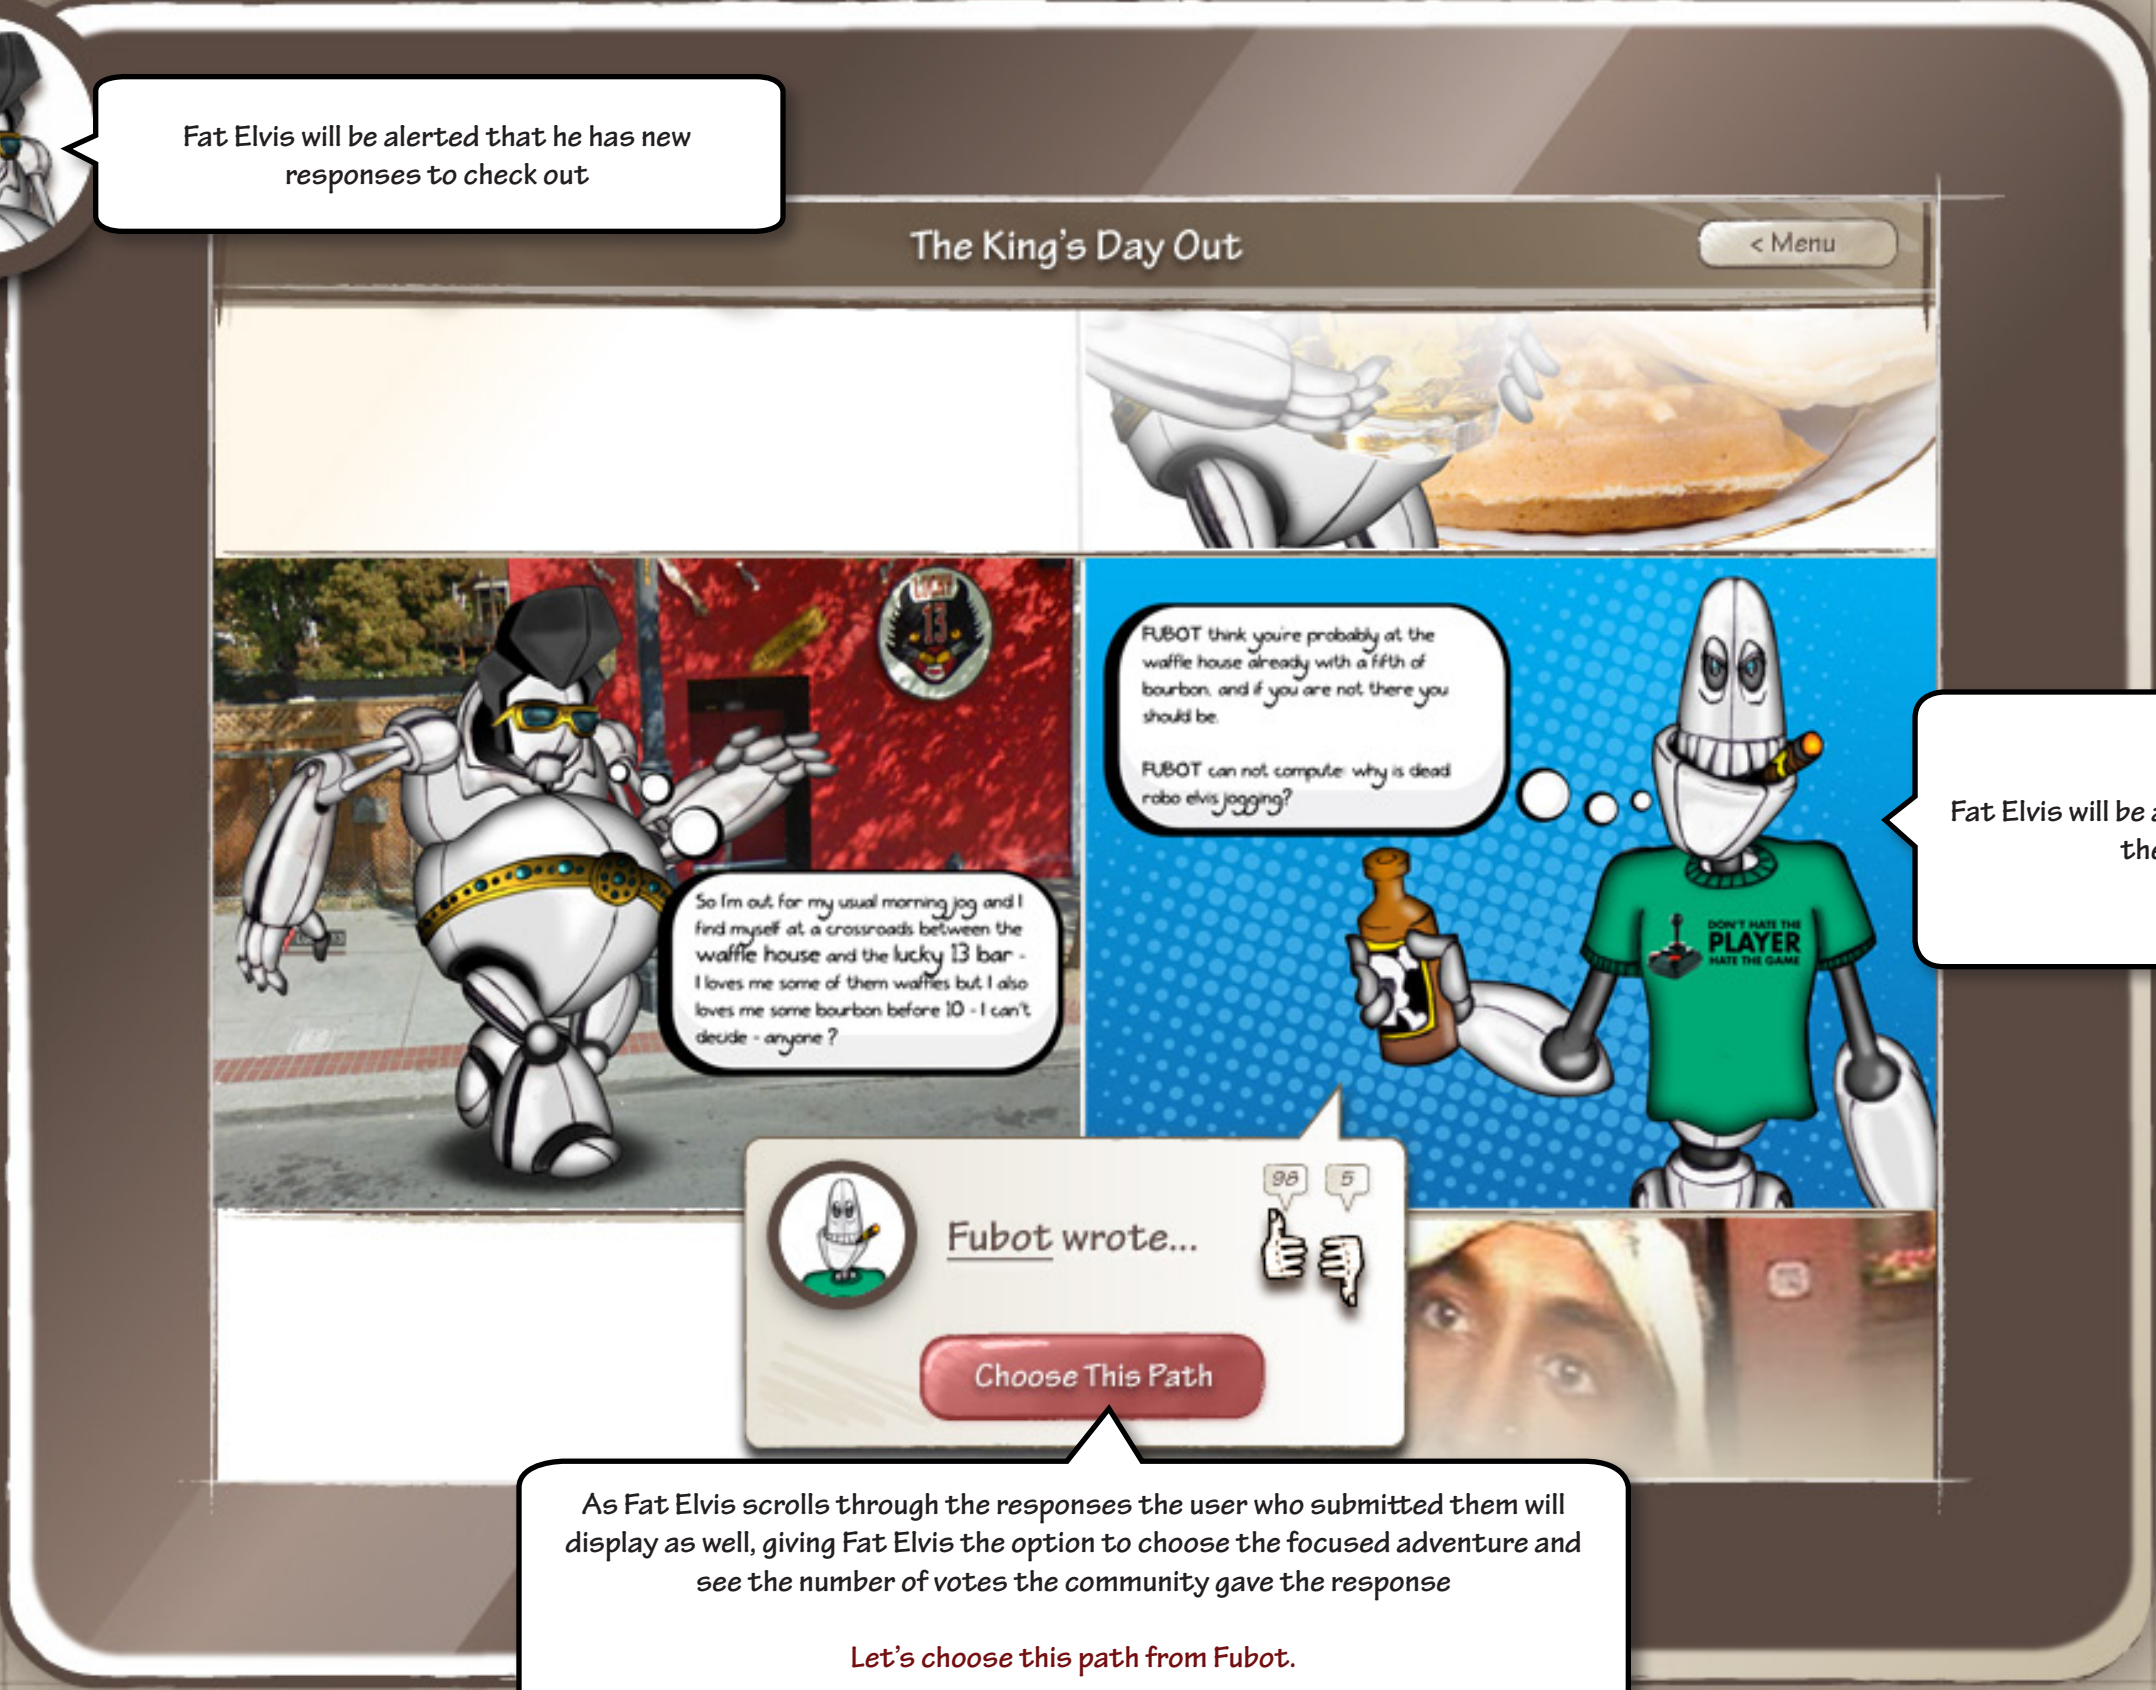 Fat Elvis will be alerted that he has new
responses to check out
The King's Day Out
< Menu
LUCKY
13
FUBOT think you're probably at the
waffle house already with a fifth of
bourbon. and if you are not there you
should be.
FUBOT can not compute: why is dead
robo elvis jogging?
Fat Elvis will be
the
DON'T HATE THE
PLAYER
HATE THE GAME
So I'm out for my usual morning jog and I
find myself at a crossroads between the
waffle house and the lucky 13 bar -
I loves me some of them waffles but I also
loves me some bourbon before 10 - I can't
decide - anyone ?
98 5
Fubot wrote...
Choose This Path
As Fat Elvis scrolls through the responses the user who submitted them will
display as well, giving Fat Elvis the option to choose the focused adventure and
see the number of votes the community gave the response
Let's choose this path from Fubot.